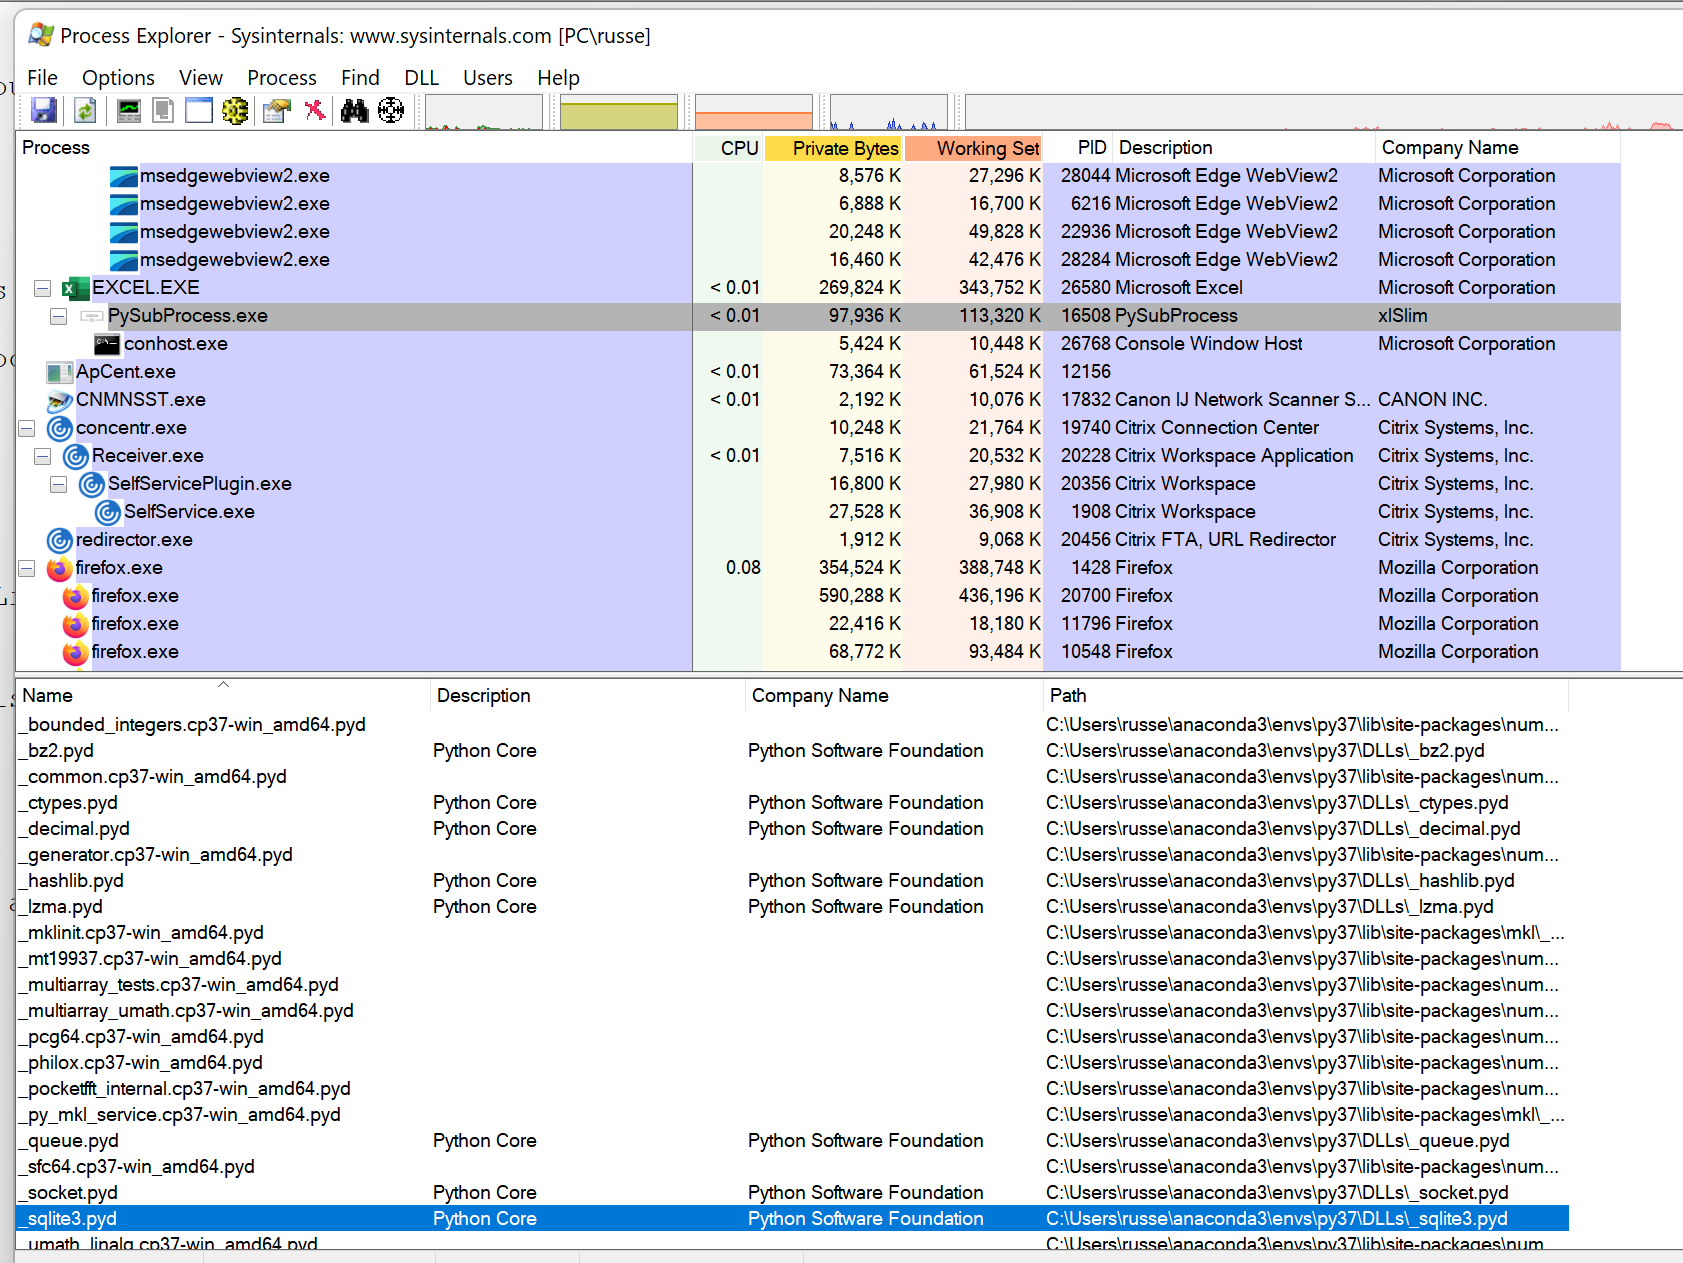 Process Explorer - Sysinternals: www.sysinternals.com [PC\russe]
File Options View Process Find DLL Users Help
Process CPU Private Bytes Working Set PID Description Company Name
msedgewebview2.exe 8,576 K 27,296 K 28044 Microsoft Edge WebView2 Microsoft Corporation
msedgewebview2.exe 6,888 K 16,700 K 6216 Microsoft Edge WebView2 Microsoft Corporation
msedgewebview2.exe 20,248 K 49,828 K 22936 Microsoft Edge WebView2 Microsoft Corporation
msedgewebview2.exe 16,460 K 42,476 K 28284 Microsoft Edge WebView2 Microsoft Corporation
EXCEL.EXE < 0.01 269,824 K 343,752 K 26580 Microsoft Excel Microsoft Corporation
PySubProcess.exe < 0.01 97,936 K 113,320 K 16508 PySubProcess xlSlim
conhost.exe 5,424 K 10,448 K 26768 Console Window Host Microsoft Corporation
ApCent.exe < 0.01 73,364 K 61,524 K 12156
CNMNSST.exe < 0.01 2,192 K 10,076 K 17832 Canon IJ Network Scanner S... CANON INC.
concentr.exe 10,248 K 21,764 K 19740 Citrix Connection Center Citrix Systems, Inc.
Receiver.exe < 0.01 7,516 K 20,532 K 20228 Citrix Workspace Application Citrix Systems, Inc.
SelfServicePlugin.exe 16,800 K 27,980 K 20356 Citrix Workspace Citrix Systems, Inc.
SelfService.exe 27,528 K 36,908 K 1908 Citrix Workspace Citrix Systems, Inc.
redirector.exe 1,912 K 9,068 K 20456 Citrix FTA, URL Redirector Citrix Systems, Inc.
firefox.exe 0.08 354,524 K 388,748 K 1428 Firefox Mozilla Corporation
firefox.exe 590,288 K 436,196 K 20700 Firefox Mozilla Corporation
firefox.exe 22,416 K 18,180 K 11796 Firefox Mozilla Corporation
firefox.exe 68,772 K 93,484 K 10548 Firefox Mozilla Corporation
Name Description Company Name Path
_bounded_integers.cp37-win_amd64.pyd C:\Users\russe\anaconda3\envs\py37\lib\site-packages\num...
_bz2.pyd Python Core Python Software Foundation C:\Users\russe\anaconda3\envs\py37\DLLs\_bz2.pyd
_common.cp37-win_amd64.pyd C:\Users\russe\anaconda3\envs\py37\lib\site-packages\num...
_ctypes.pyd Python Core Python Software Foundation C:\Users\russe\anaconda3\envs\py37\DLLs\_ctypes.pyd
_decimal.pyd Python Core Python Software Foundation C:\Users\russe\anaconda3\envs\py37\DLLs\_decimal.pyd
_generator.cp37-win_amd64.pyd C:\Users\russe\anaconda3\envs\py37\lib\site-packages\num...
_hashlib.pyd Python Core Python Software Foundation C:\Users\russe\anaconda3\envs\py37\DLLs\_hashlib.pyd
_lzma.pyd Python Core Python Software Foundation C:\Users\russe\anaconda3\envs\py37\DLLs\_lzma.pyd
_mklinit.cp37-win_amd64.pyd C:\Users\russe\anaconda3\envs\py37\lib\site-packages\mkl\_...
_mt19937.cp37-win_amd64.pyd C:\Users\russe\anaconda3\envs\py37\lib\site-packages\num...
_multiarray_tests.cp37-win_amd64.pyd C:\Users\russe\anaconda3\envs\py37\lib\site-packages\num...
_multiarray_umath.cp37-win_amd64.pyd C:\Users\russe\anaconda3\envs\py37\lib\site-packages\num...
_pcg64.cp37-win_amd64.pyd C:\Users\russe\anaconda3\envs\py37\lib\site-packages\num...
_philox.cp37-win_amd64.pyd C:\Users\russe\anaconda3\envs\py37\lib\site-packages\num...
_pocketfft_internal.cp37-win_amd64.pyd C:\Users\russe\anaconda3\envs\py37\lib\site-packages\num...
_py_mkl_service.cp37-win_amd64.pyd C:\Users\russe\anaconda3\envs\py37\lib\site-packages\mkl\_...
_queue.pyd Python Core Python Software Foundation C:\Users\russe\anaconda3\envs\py37\DLLs\_queue.pyd
_sfc64.cp37-win_amd64.pyd C:\Users\russe\anaconda3\envs\py37\lib\site-packages\num...
_socket.pyd Python Core Python Software Foundation C:\Users\russe\anaconda3\envs\py37\DLLs\_socket.pyd
_sqlite3.pyd Python Core Python Software Foundation C:\Users\russe\anaconda3\envs\py37\DLLs\_sqlite3.pyd
_umath_linalg.cp37-win_amd64.pyd C:\Users\russe\anaconda3\envs\py37\lib\site-packages\num...